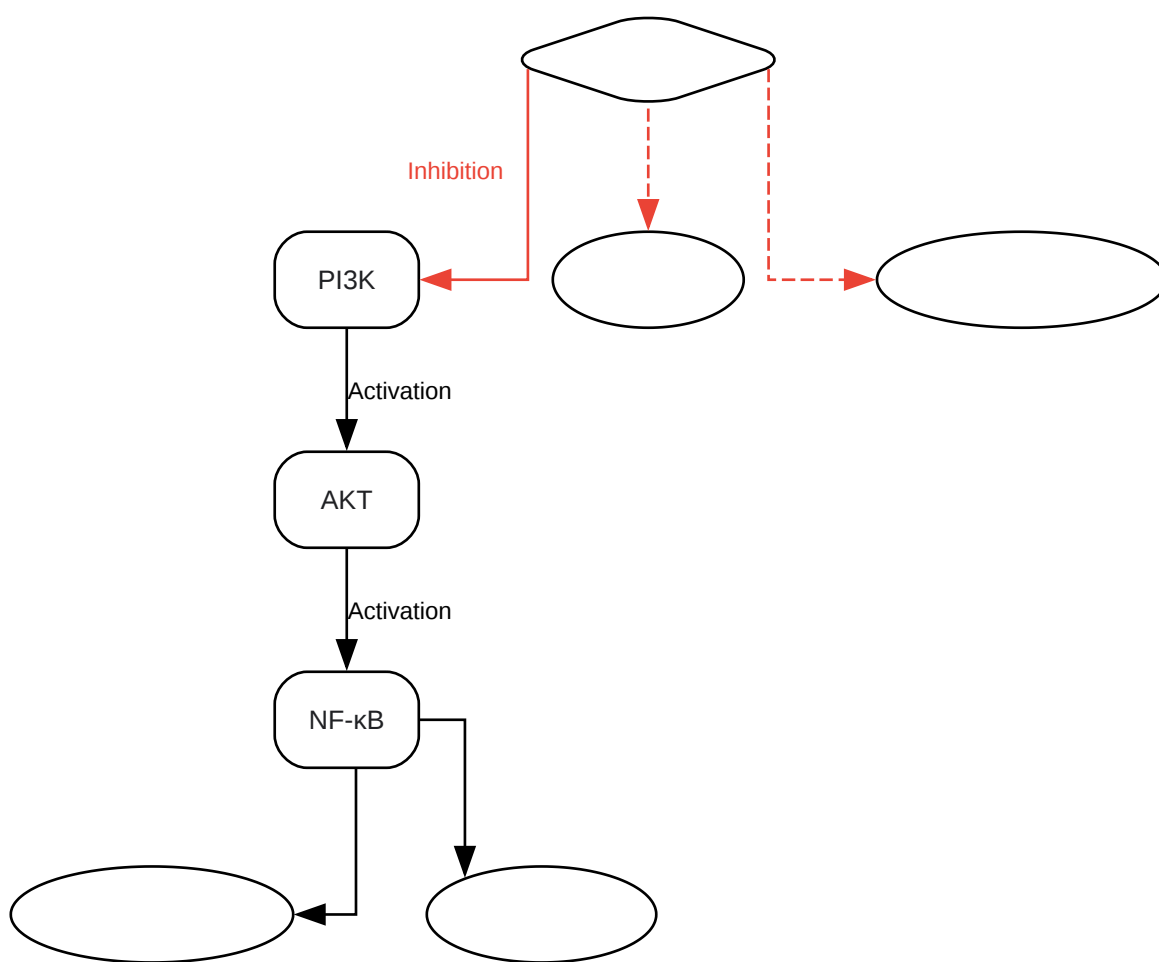 Inhibition
PI3K
Activation
AKT
Activation
NF-κB